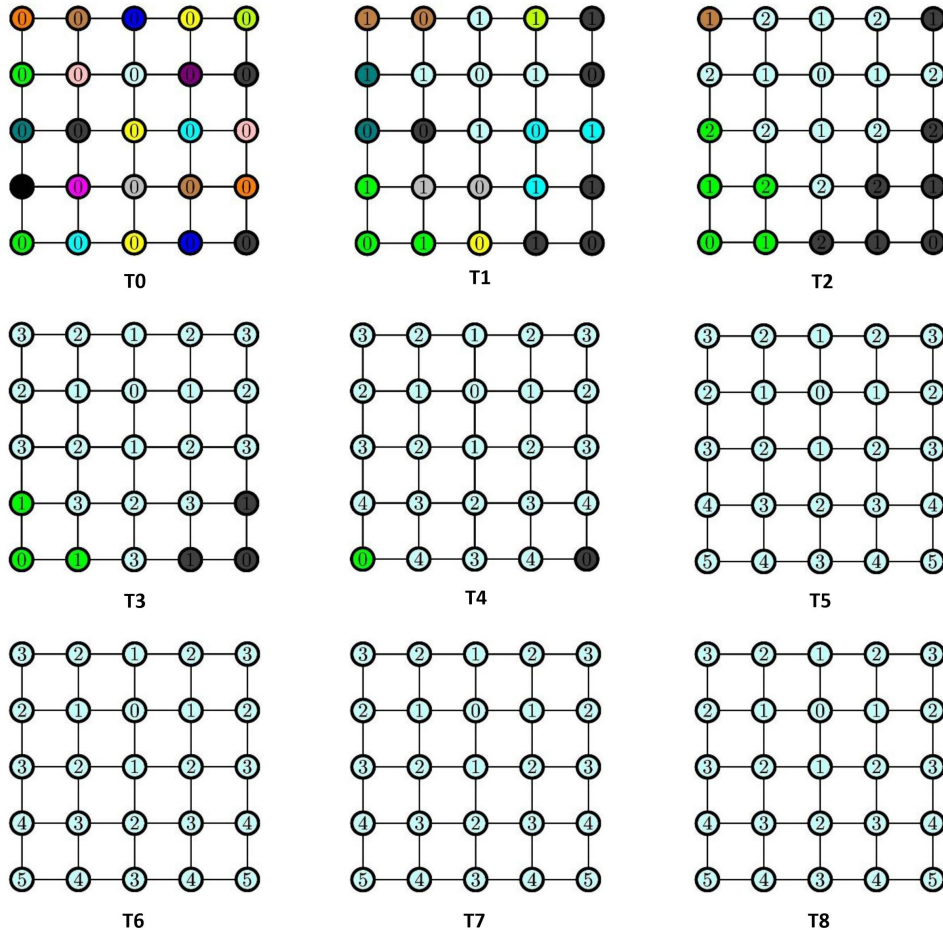 0 0 0 0 0
0 0 0 0 0
0 0 0 0 0
0 0 0 0
0 0 0 0 0
T0
1 0 1 1 1
1 1 0 1 0
0 0 1 0 1
1 1 0 1 1
0 1 0 1 0
T1
1 2 1 2 1
2 1 0 1 2
2 2 1 2 2
1 2 2 2 1
0 1 2 1 0
T2
3 2 1 2 3
2 1 0 1 2
3 2 1 2 3
1 3 2 3 1
0 1 3 1 0
T3
3 2 1 2 3
2 1 0 1 2
3 2 1 2 3
4 3 2 3 4
0 4 3 4 0
T4
3 2 1 2 3
2 1 0 1 2
3 2 1 2 3
4 3 2 3 4
5 4 3 4 5
T5
3 2 1 2 3
2 1 0 1 2
3 2 1 2 3
4 3 2 3 4
5 4 3 4 5
T6
3 2 1 2 3
2 1 0 1 2
3 2 1 2 3
4 3 2 3 4
5 4 3 4 5
T7
3 2 1 2 3
2 1 0 1 2
3 2 1 2 3
4 3 2 3 4
5 4 3 4 5
T8